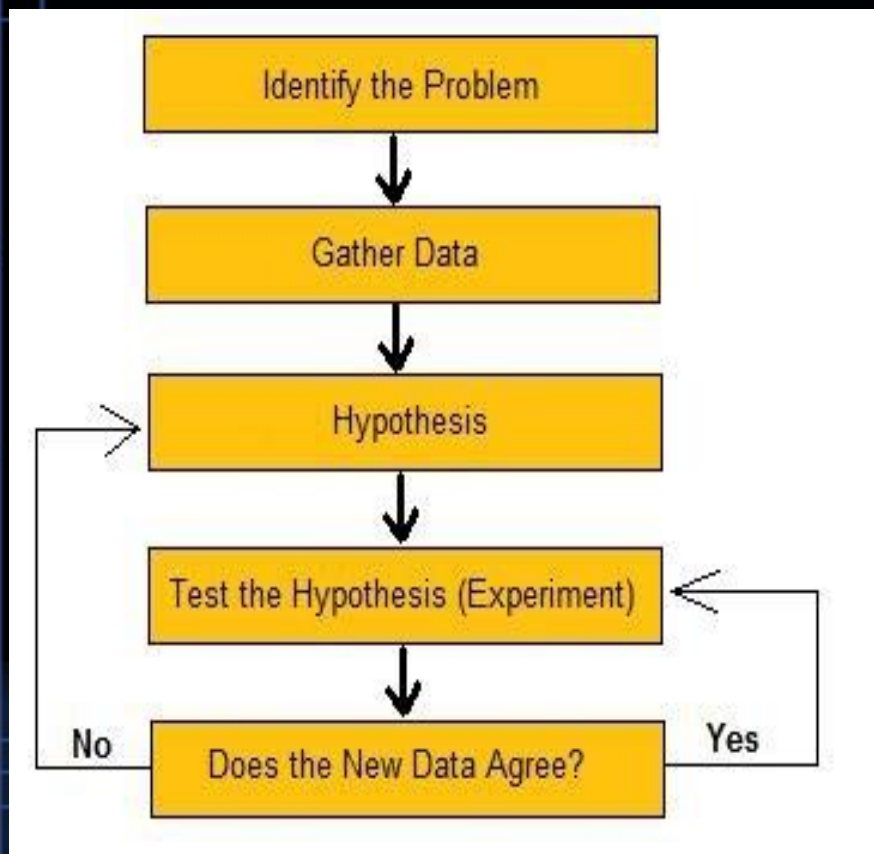 Identify the Problem
Gather Data
Hypothesis
Test the Hypothesis (Experiment)
Does the New Data Agree?
No
Yes